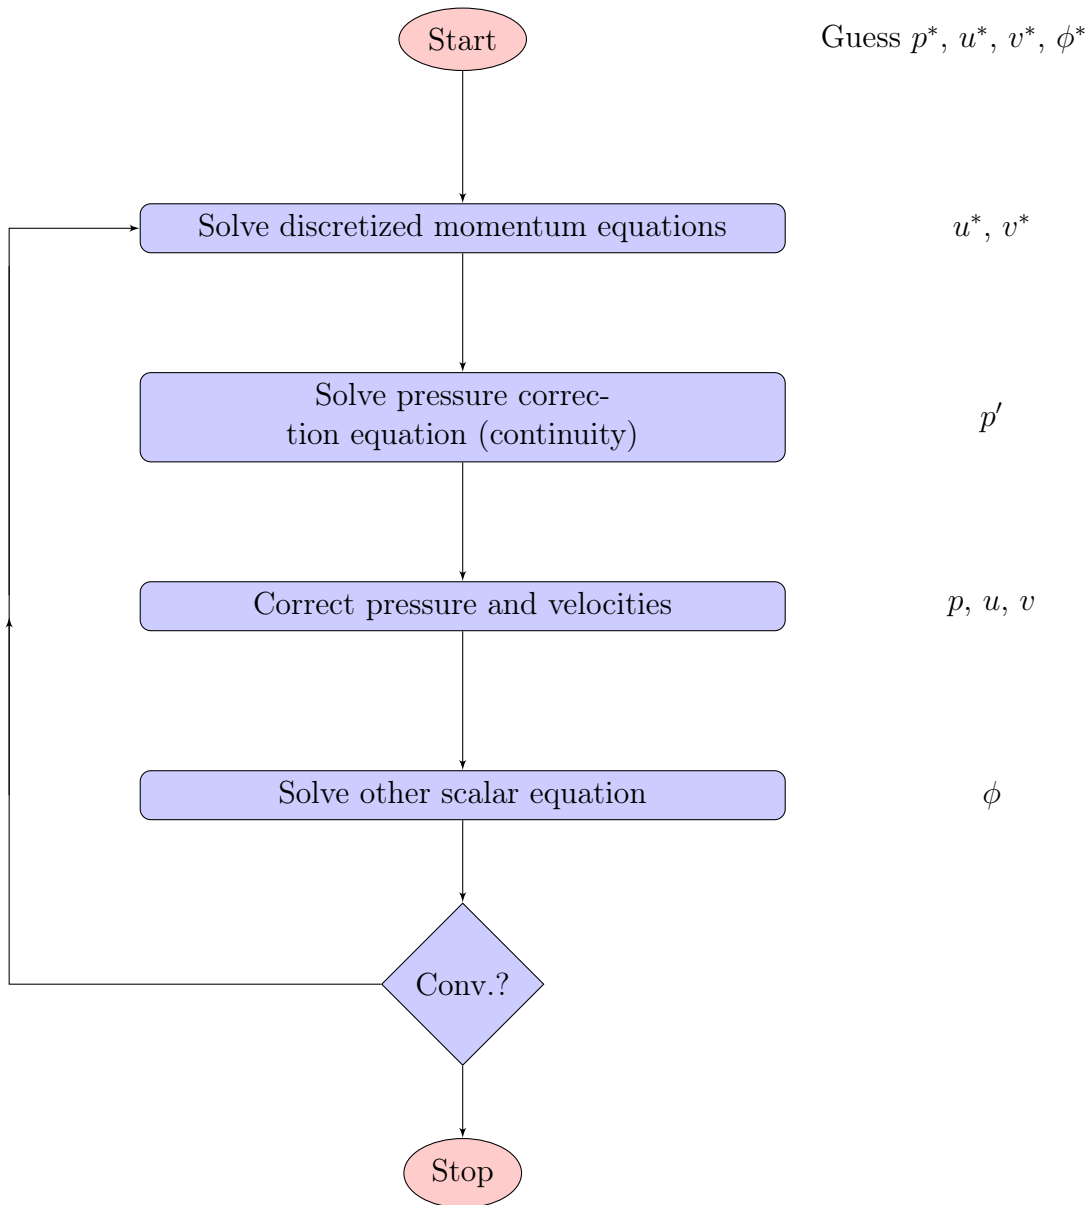 Start
Guess p*, u*, v*, ϕ*
Solve discretized momentum equations
u*, v*
Solve pressure correc-
tion equation (continuity)
p′
Correct pressure and velocities
p, u, v
Solve other scalar equation
ϕ
Conv.?
Stop